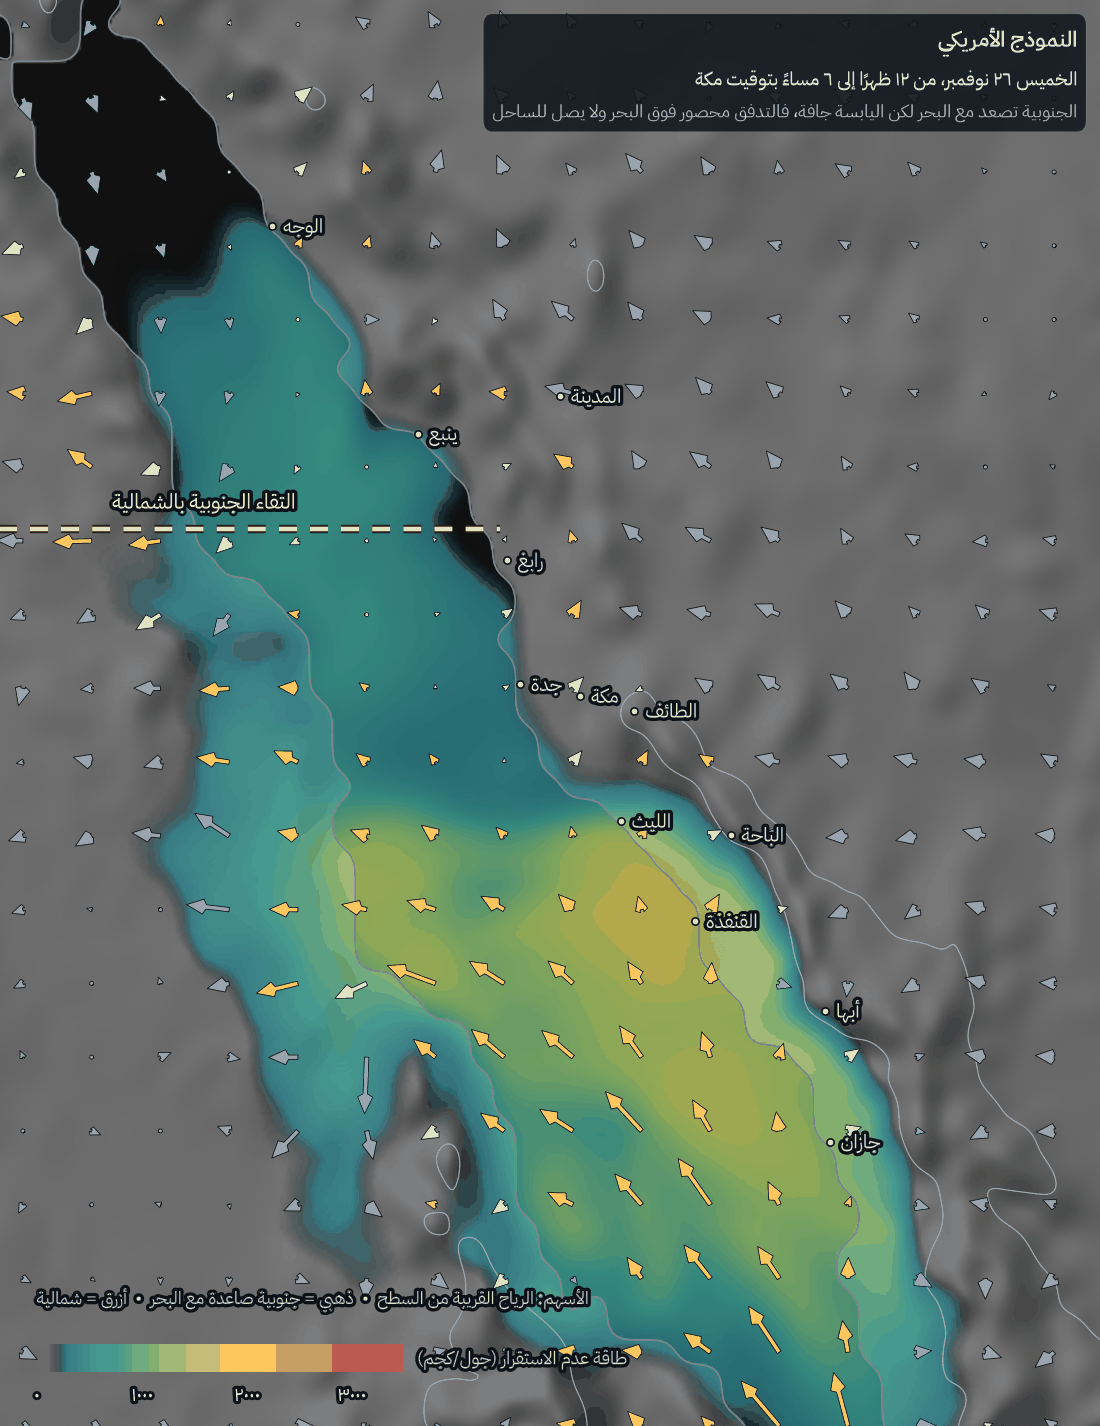 النموذج الأمريكي
الخميس ٢٦ نوفمبر، من ١٢ ظهرًا إلى ٦ مساءً بتوقيت مكة
الجنوبية تصعد مع البحر لكن اليابسة جافة، فالتدفق محصور فوق البحر ولا يصل للساحل
الوجه
المدينة
ينبع
التقاء الجنوبية بالشمالية
رابغ
جدة
مكة
الطائف
الليث
الباحة
القنفذة
أبها
جازان
الأسهم: الرياح القريبة من السطح • ذهبي = جنوبية صاعدة مع البحر • أزرق = شمالية
طاقة عدم الاستقرار (جول/كجم)
٠ ١٠٠٠ ٢٠٠٠ ٣٠٠٠